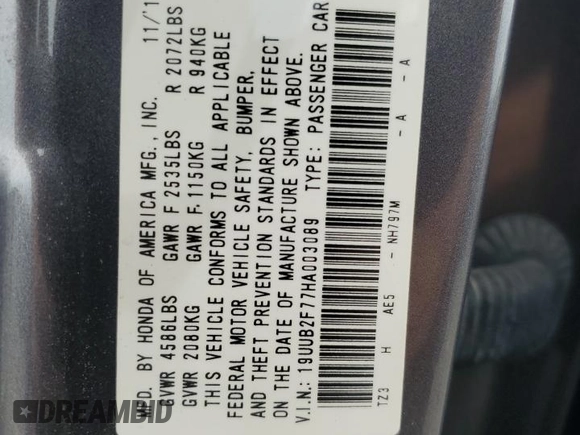 MFD. BY HONDA OF AMERICA MFG., INC. 11/1
GVWR 4586LBS GAWR F 2535LBS R 2072LBS
GVWR 2080KG GAWR F.1150KG R 940KG
THIS VEHICLE CONFORMS TO ALL APPLICABLE
FEDERAL MOTOR VEHICLE SAFETY, BUMPER,
AND THEFT PREVENTION STANDARDS IN EFFECT
ON THE DATE OF MANUFACTURE SHOWN ABOVE.
V.I.N.: 19UUB2F77HA003089 TYPE: PASSENGER CAR
TZ3 H AE5 - NH797M - A - A
DREAMBID